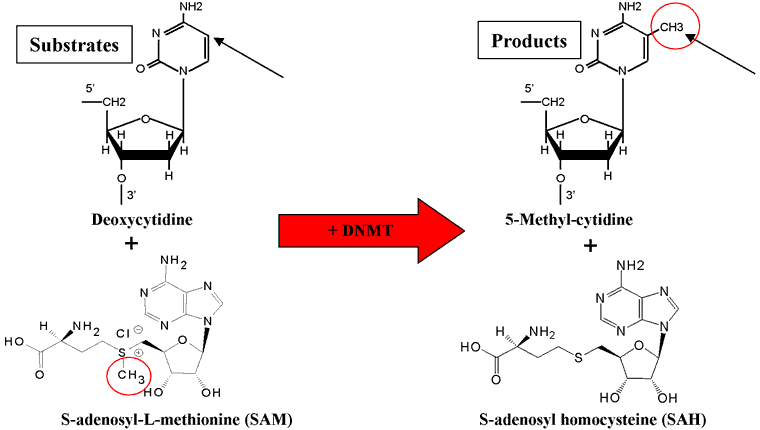 NH2
Substrates
N
O
N
5'
CH2
O
H
H
H
H
H
O
3'
Deoxycytidine
+
NH2
Products
N
CH3
O
N
5'
CH2
O
H
H
H
H
H
O
3'
5-Methyl-cytidine
+
+ DNMT
NH2
N
N
N
N
H
NH2
Cl ⊖
HO
O
S ⊕
CH3
O
HO
OH
S-adenosyl-L-methionine (SAM)
NH2
N
N
N
N
H
NH2
HO
O
S
O
HO
OH
S-adenosyl homocysteine (SAH)